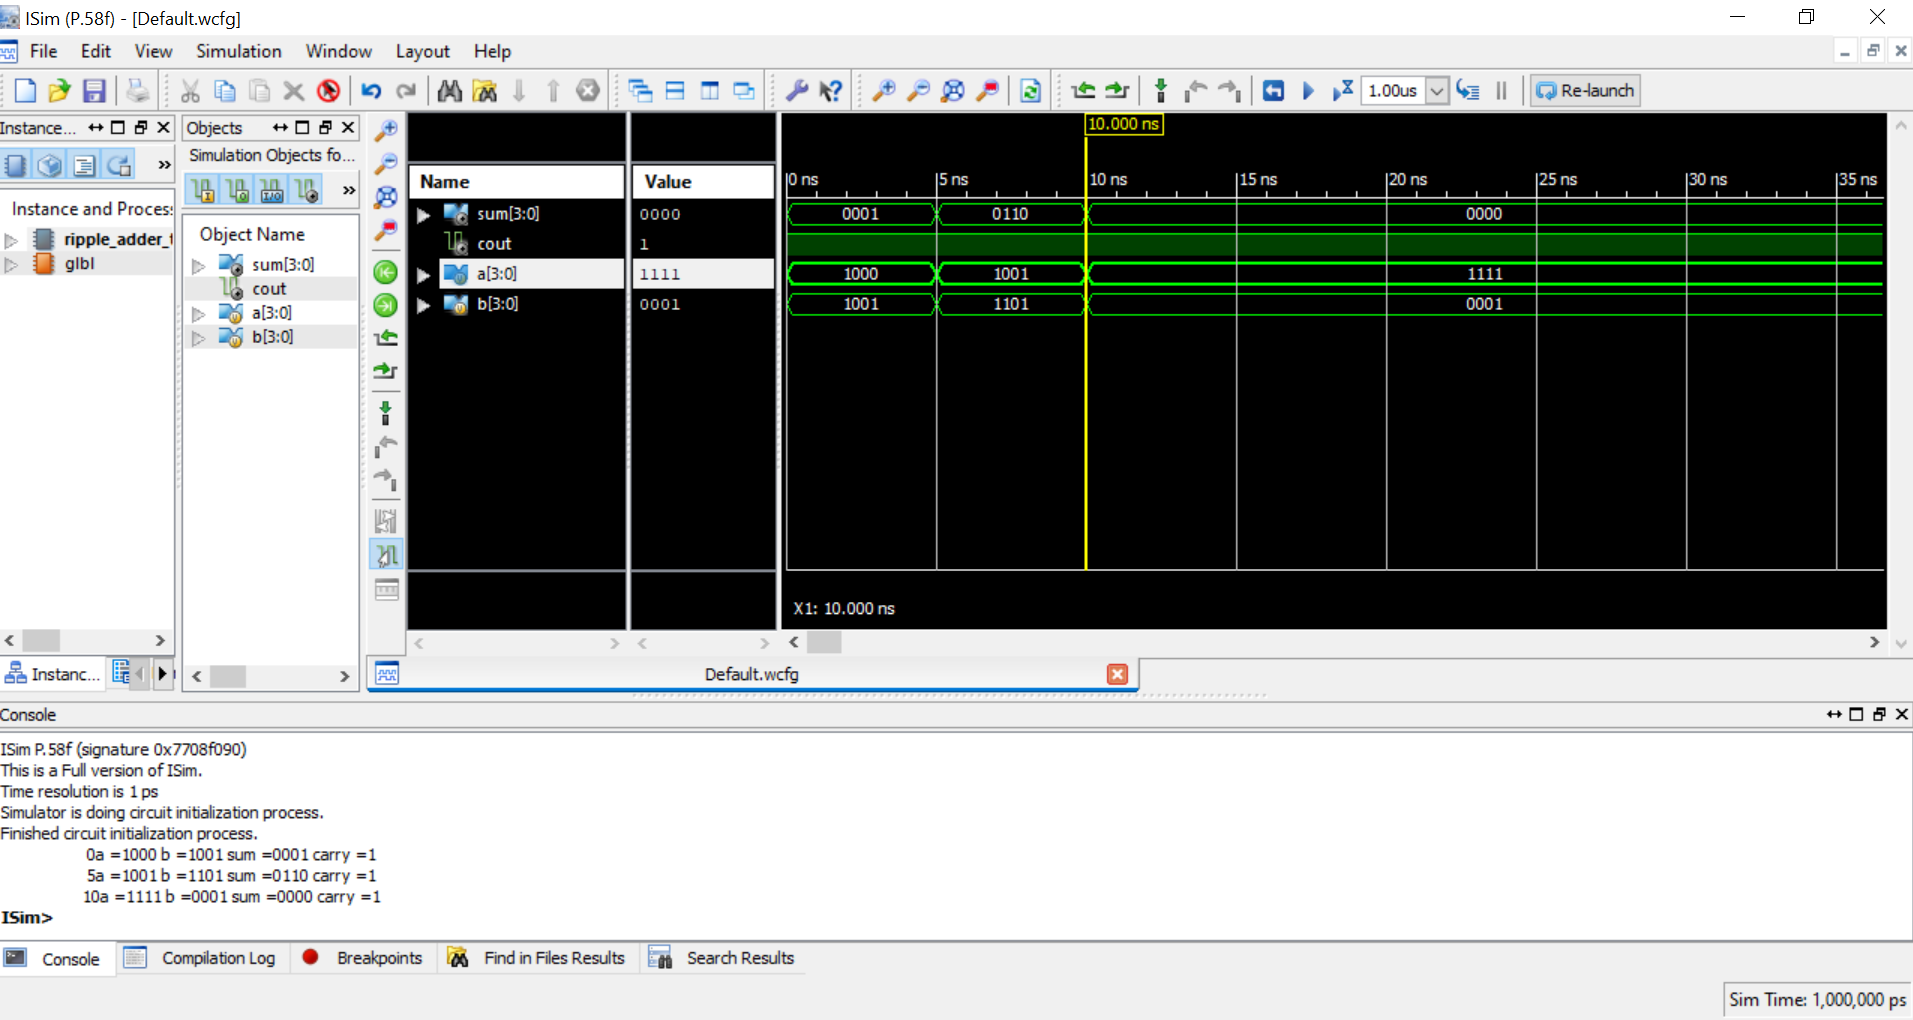 ISim (P.58f) - [Default.wcfg]
File Edit View Simulation Window Layout Help
1.00us Re-launch
Instance...
Instance and Process
ripple_adder_t
glbl
Instanc...
Objects
Simulation Objects fo...
Object Name
sum[3:0]
cout
a[3:0]
b[3:0]
Name Value
sum[3:0] 0000
cout 1
a[3:0] 1111
b[3:0] 0001
10.000 ns
0 ns 5 ns 10 ns 15 ns 20 ns 25 ns 30 ns 35 ns
0001 0110 0000
1000 1001 1111
1001 1101 0001
X1: 10.000 ns
Default.wcfg
Console
ISim P.58f (signature 0x7708f090)
This is a Full version of ISim.
Time resolution is 1 ps
Simulator is doing circuit initialization process.
Finished circuit initialization process.
0a =1000 b =1001 sum =0001 carry =1
5a =1001 b =1101 sum =0110 carry =1
10a =1111 b =0001 sum =0000 carry =1
ISim>
Console Compilation Log Breakpoints Find in Files Results Search Results
Sim Time: 1,000,000 ps